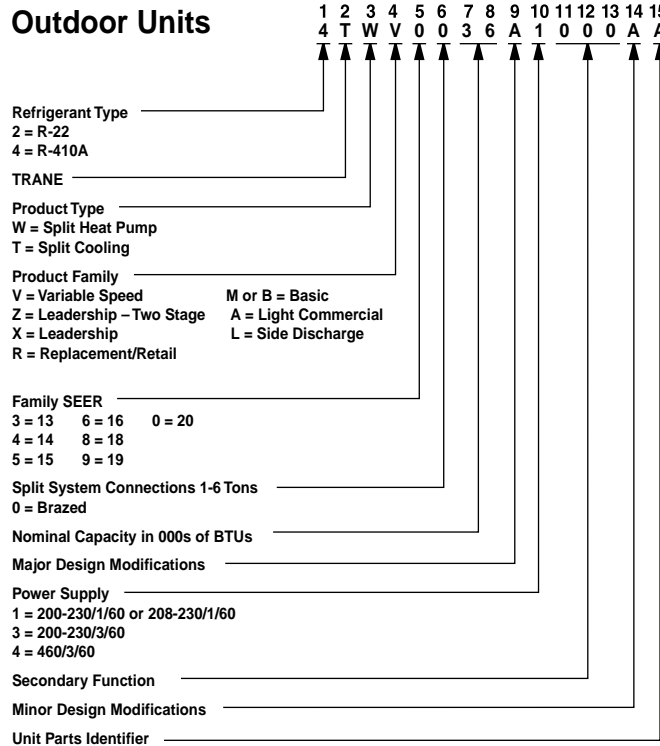 Outdoor Units
1 2 3 4 5 6 7 8 9 10 11 12 13 14 15
4 T W V 0 0 3 6 A 1 0 0 0 A A
Refrigerant Type
2 = R-22
4 = R-410A
TRANE
Product Type
W = Split Heat Pump
T = Split Cooling
Product Family
V = Variable Speed M or B = Basic
Z = Leadership – Two Stage A = Light Commercial
X = Leadership L = Side Discharge
R = Replacement/Retail
Family SEER
3 = 13 6 = 16 0 = 20
4 = 14 8 = 18
5 = 15 9 = 19
Split System Connections 1-6 Tons
0 = Brazed
Nominal Capacity in 000s of BTUs
Major Design Modifications
Power Supply
1 = 200-230/1/60 or 208-230/1/60
3 = 200-230/3/60
4 = 460/3/60
Secondary Function
Minor Design Modifications
Unit Parts Identifier